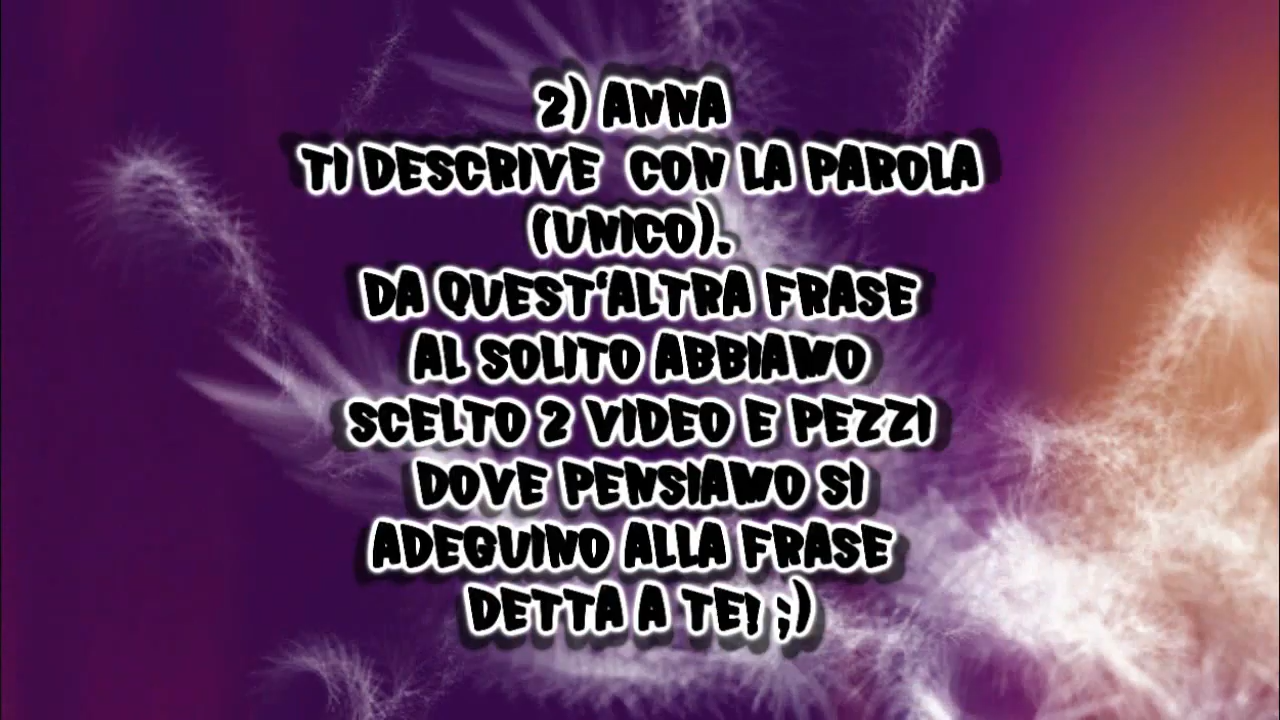 2) ANNA
TI DESCRIVE CON LA PAROLA
(UNICO).
DA QUEST'ALTRA FRASE
AL SOLITO ABBIAMO
SCELTO 2 VIDEO E PEZZI
DOVE PENSIAMO SI
ADEGUINO ALLA FRASE
DETTA A TE! ;)